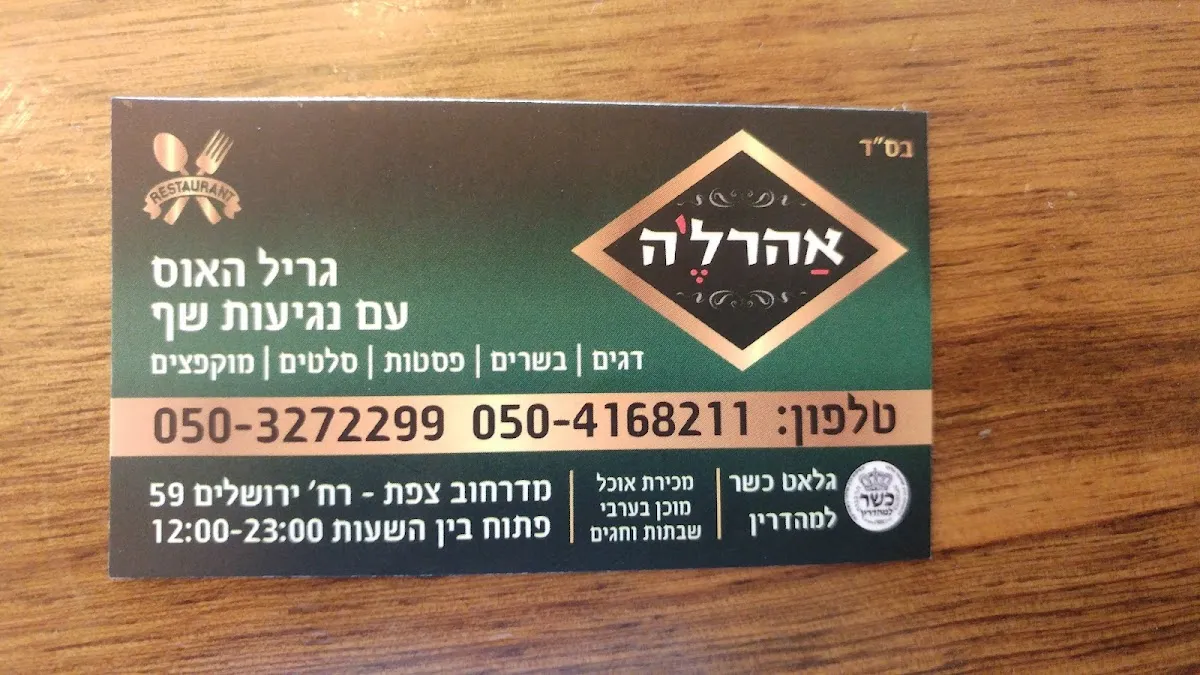 בס״ד
RESTAURANT
אַהרלֶ'ה
גריל האוס
עם נגיעות שף
דגים | בשרים | פסטות | סלטים | מוקפצים
טלפון: 050-4168211 050-3272299
גלאט כשר
למהדרין
כשר
למהדרין
מכירת אוכל
מוכן בערבי
שבתות וחגים
מדרחוב צפת - רח׳ ירושלים 59
פתוח בין השעות 12:00-23:00